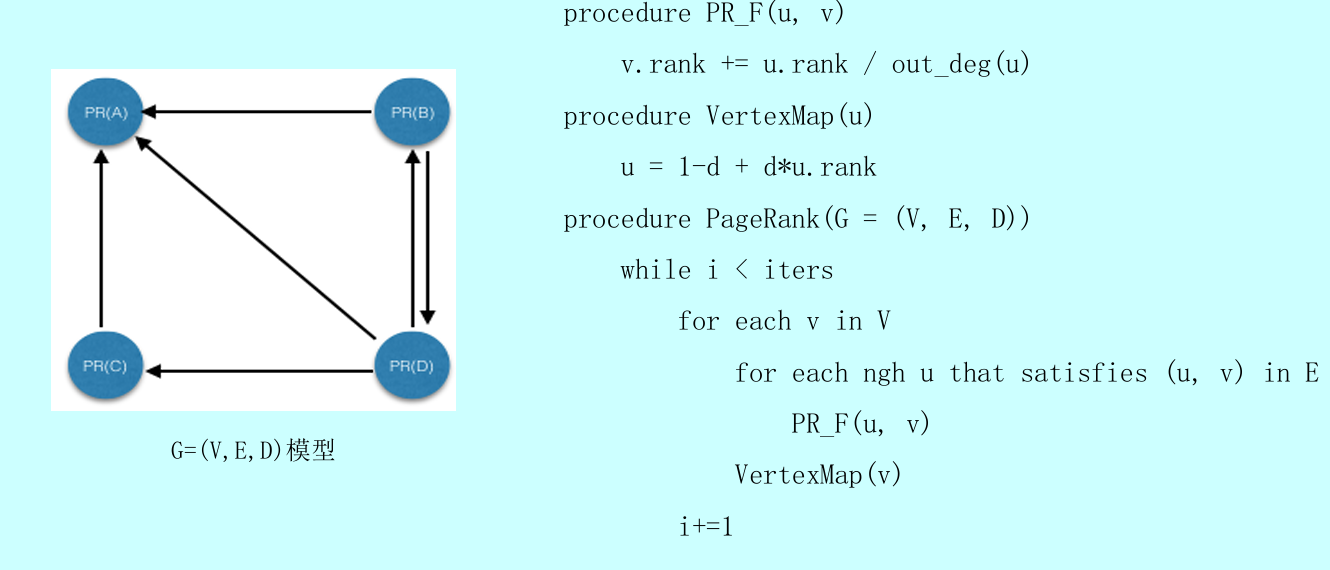 PR(A)
PR(B)
PR(C)
PR(D)
G=(V,E,D)模型
procedure PR_F(u, v)
v.rank += u.rank / out_deg(u)
procedure VertexMap(u)
u = 1-d + d*u.rank
procedure PageRank(G = (V, E, D))
while i < iters
for each v in V
for each ngh u that satisfies (u, v) in E
PR_F(u, v)
VertexMap(v)
i+=1